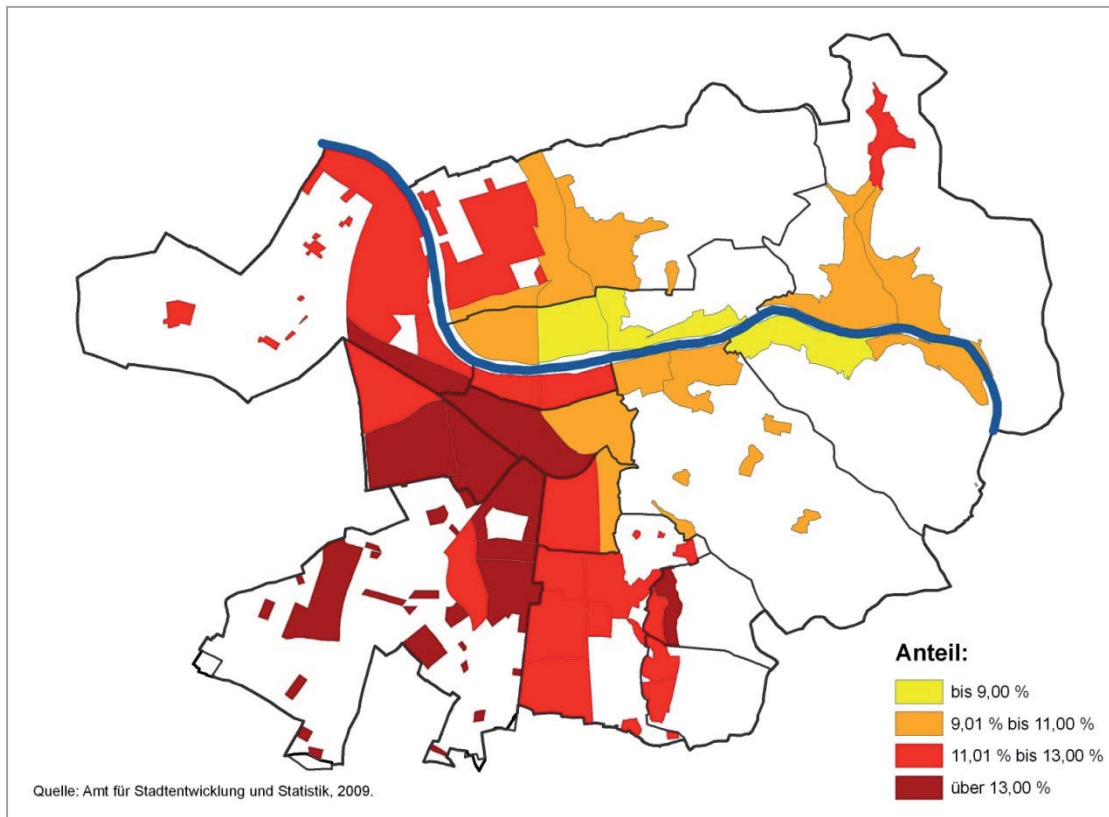 Anteil:
bis 9,00 %
9,01 % bis 11,00 %
11,01 % bis 13,00 %
über 13,00 %
Quelle: Amt für Stadtentwicklung und Statistik, 2009.